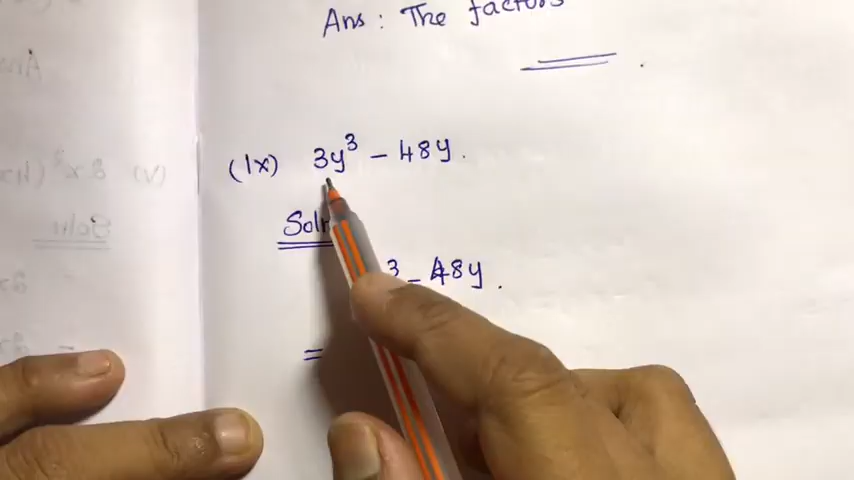 Ans : The factors
(ix) 3y³ - 48y.
Soln
³ - 48y.
=